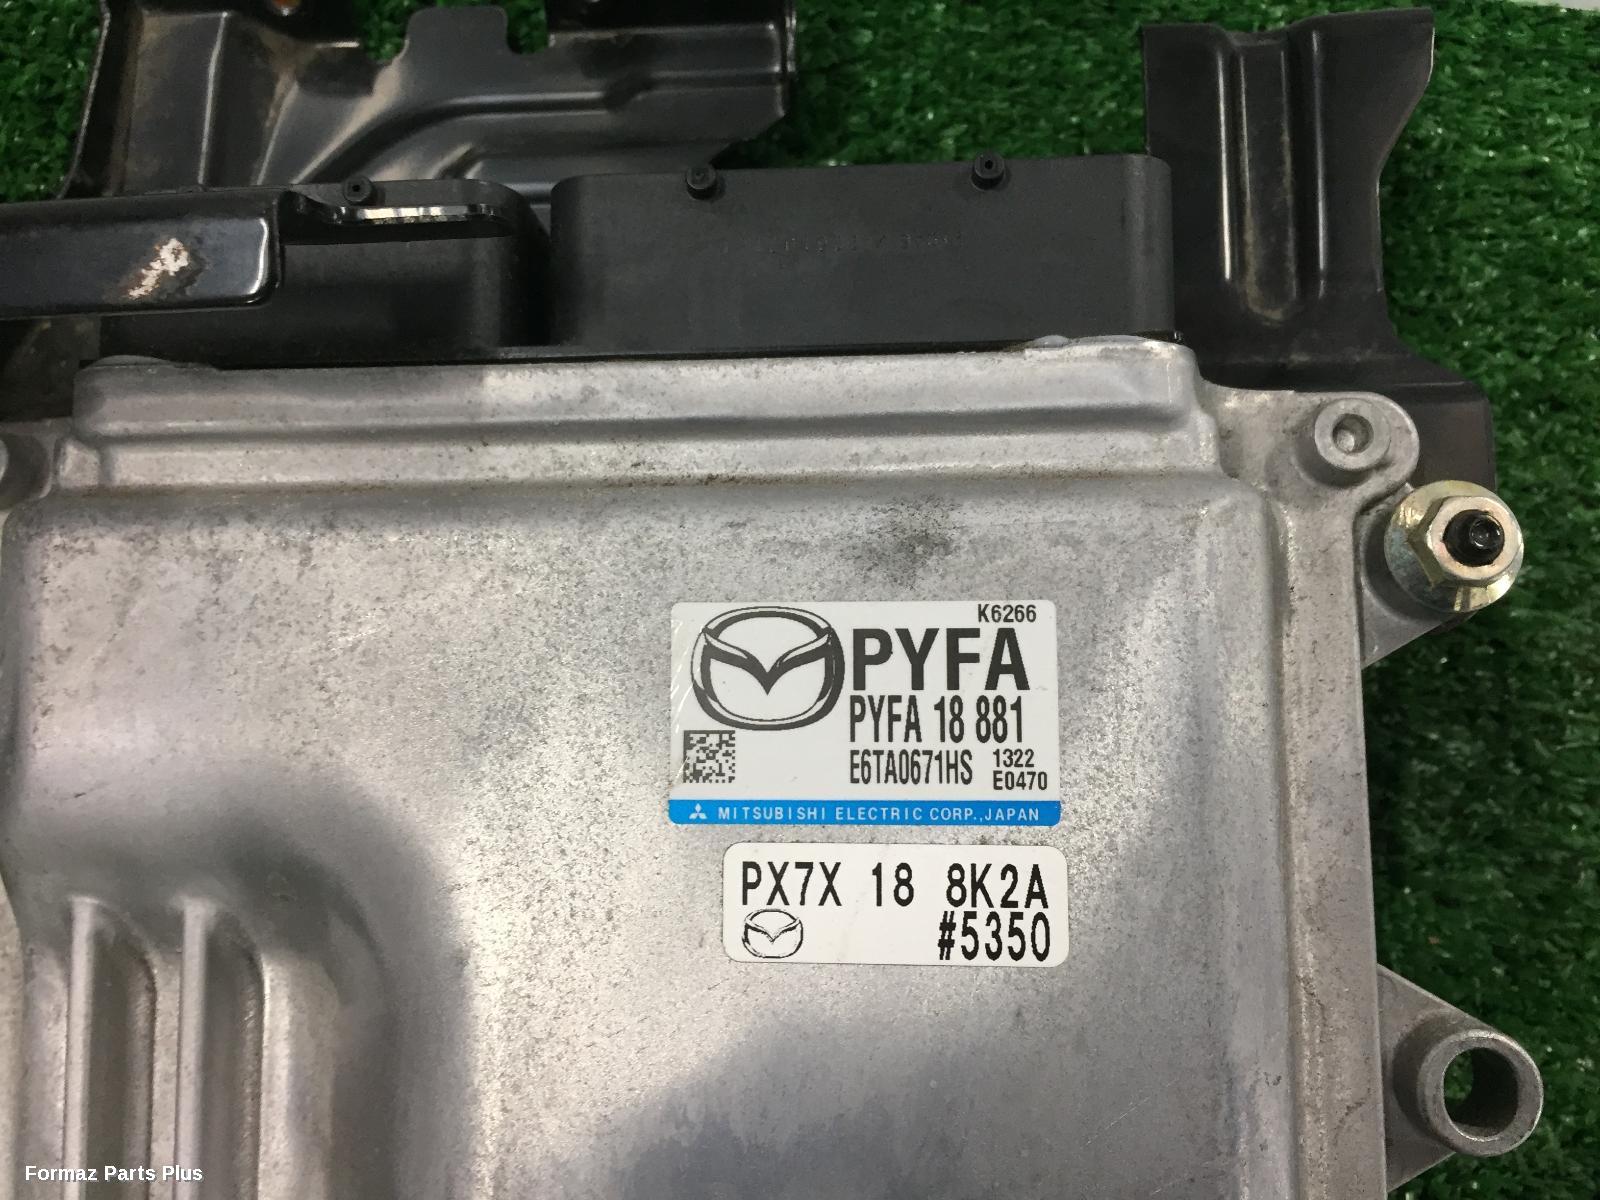 K6266
PYFA
PYFA 18 881
E6TA0671HS
1322
E0470
MITSUBISHI ELECTRIC CORP.,JAPAN
PX7X 18 8K2A
#5350
Formaz Parts Plus